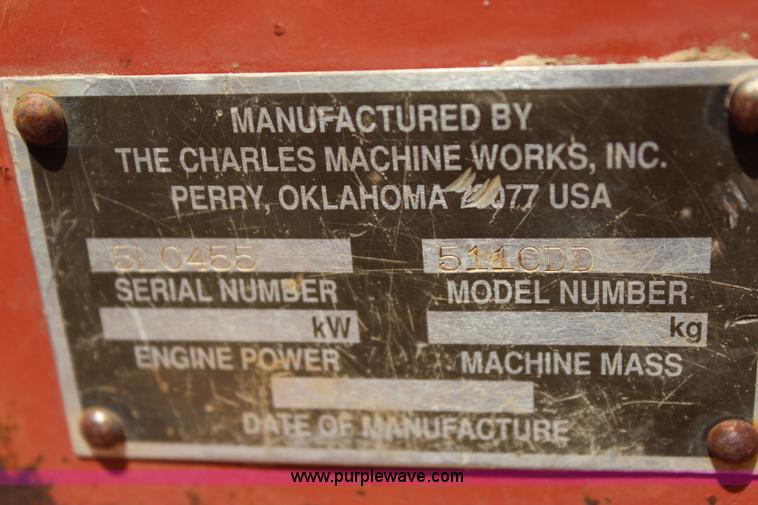 MANUFACTURED BY
THE CHARLES MACHINE WORKS, INC.
PERRY, OKLAHOMA USA
5L0455 5110DD
SERIAL NUMBER MODEL NUMBER
kW kg
ENGINE POWER MACHINE MASS
DATE OF MANUFACTURE
www.purplewave.com